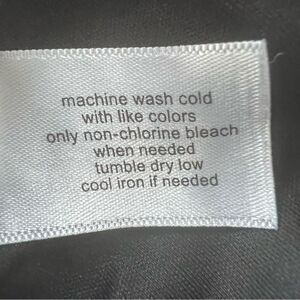 machine wash cold
with like colors
only non-chlorine bleach
when needed
tumble dry low
cool iron if needed